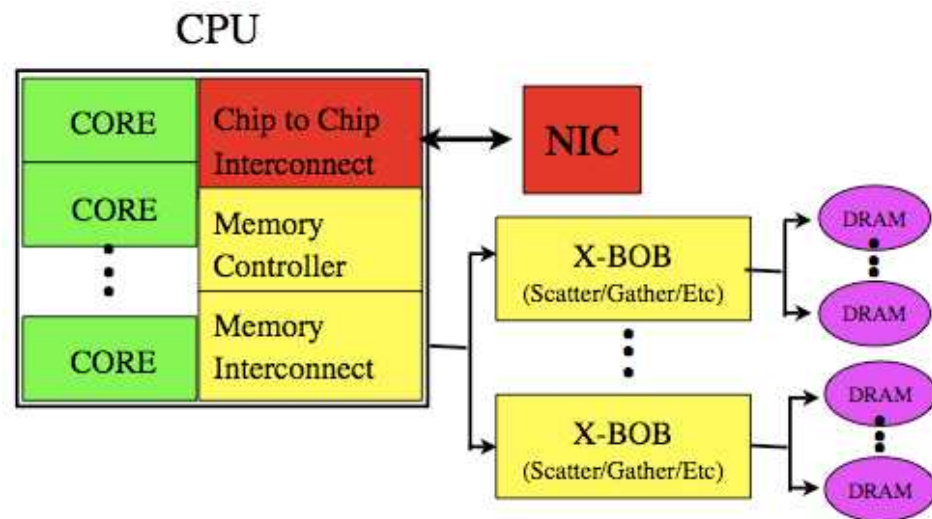 CPU
CORE
CORE
CORE
Chip to Chip
Interconnect
Memory
Controller
Memory
Interconnect
NIC
X-BOB
(Scatter/Gather/Etc)
DRAM
DRAM
X-BOB
(Scatter/Gather/Etc)
DRAM
DRAM